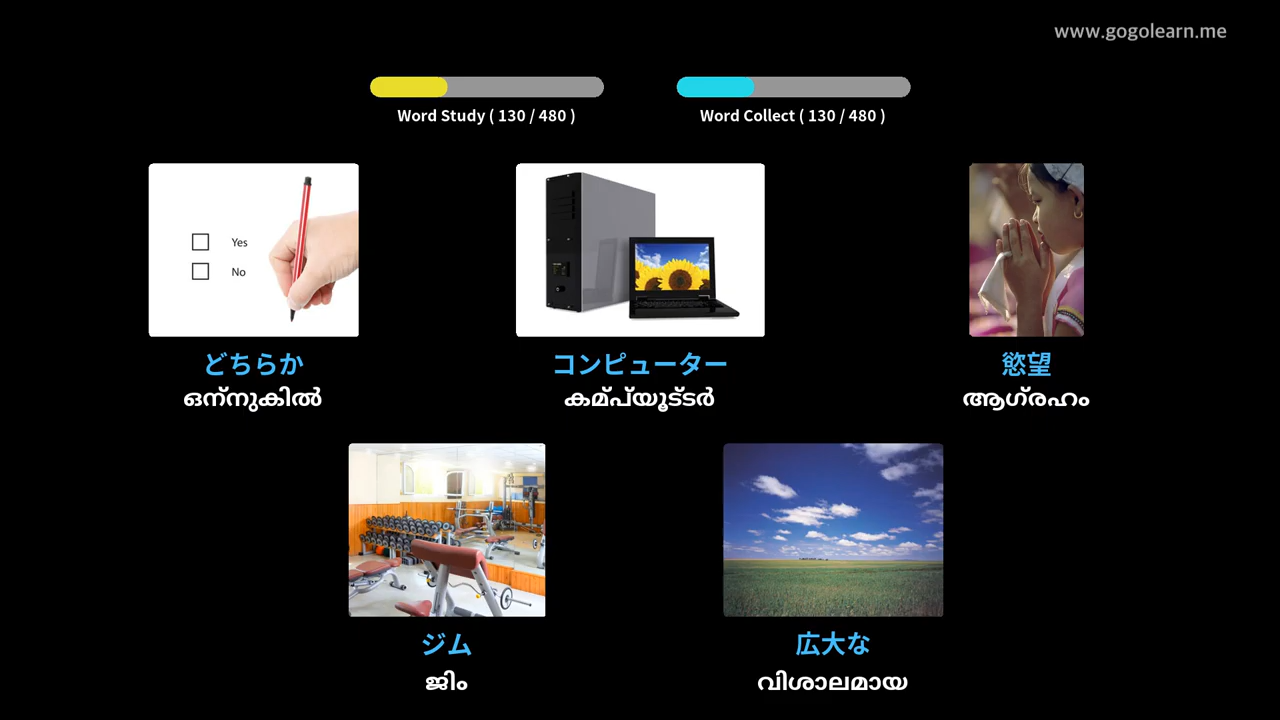 www.gogolearn.me
Word Study ( 130 / 480 )
Word Collect ( 130 / 480 )
Yes
No
どちらか
ഒന്നുകിൽ
コンピューター
കമ്പ്യൂട്ടർ
慾望
ആഗ്രഹം
ジム
ജിം
広大な
വിശാലമായ